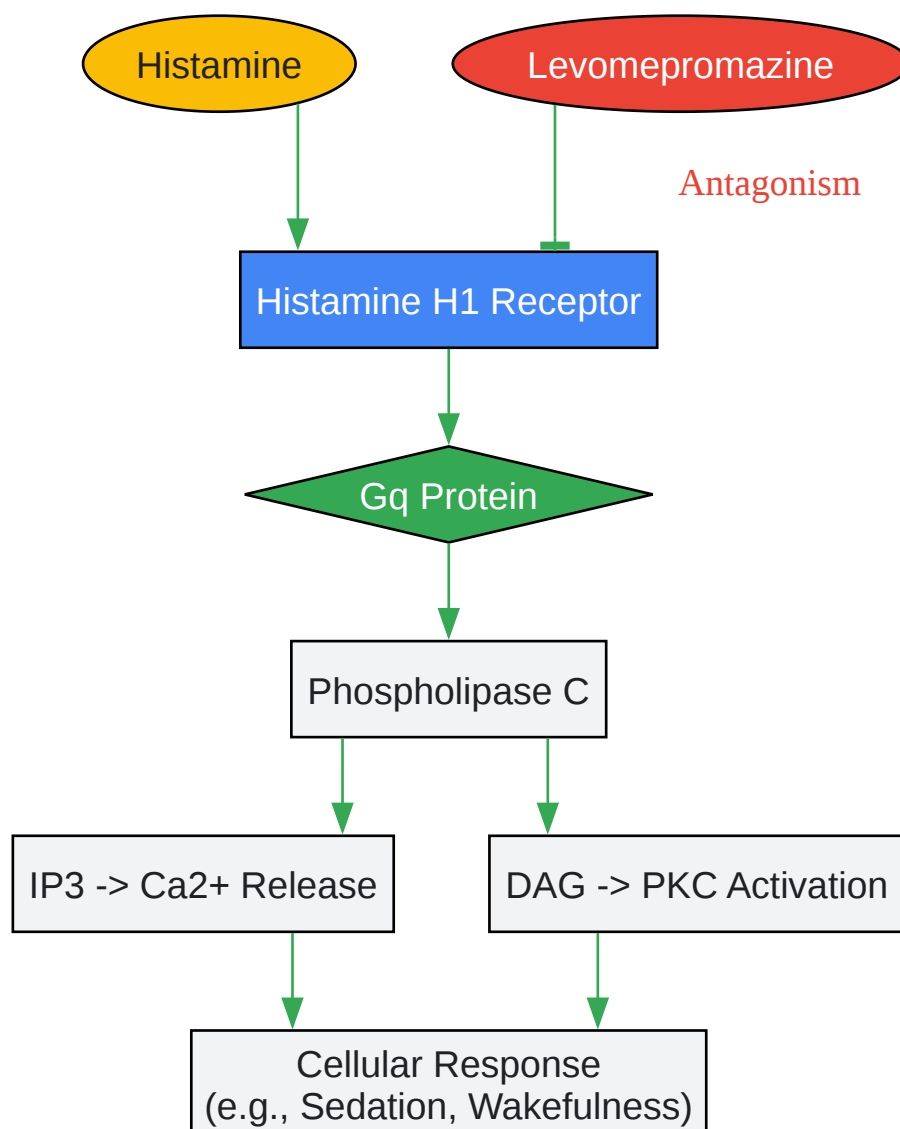 Histamine
Levomepromazine
Antagonism
Histamine H1 Receptor
Gq Protein
Phospholipase C
IP3 -> Ca2+ Release
DAG -> PKC Activation
Cellular Response
(e.g., Sedation, Wakefulness)